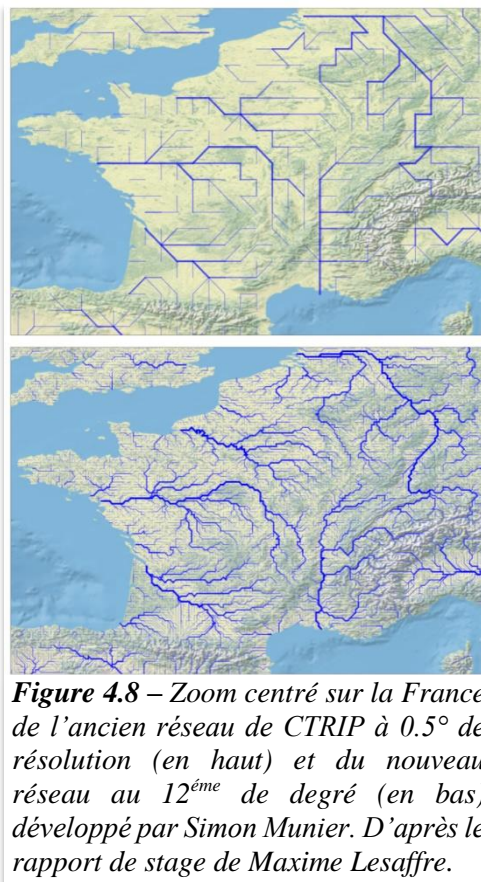 Figure 4.8 – Zoom centré sur la France
de l’ancien réseau de CTRIP à 0.5° de
résolution (en haut) et du nouveau
réseau au 12éme de degré (en bas)
développé par Simon Munier. D’après le
rapport de stage de Maxime Lesaffre.